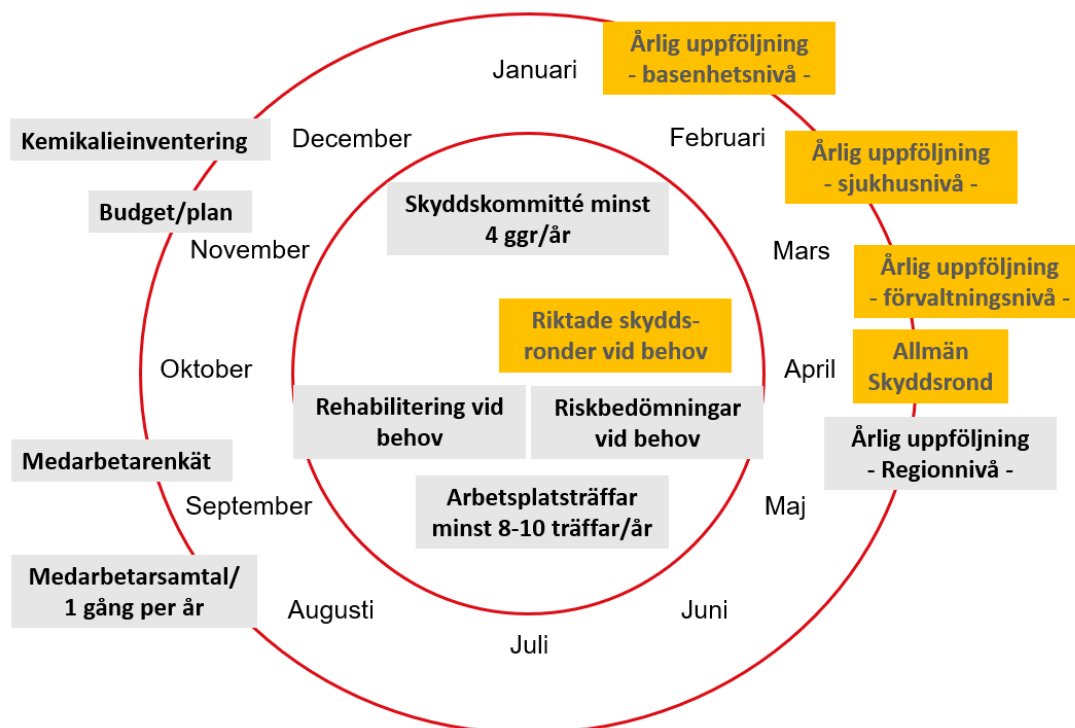 Årlig uppföljning
- basenhetsnivå -
Januari
Februari
December
Kemikalieinventering
Årlig uppföljning
- sjukhusnivå -
Skyddskommitté minst
4 ggr/år
Budget/plan
November
Mars
Årlig uppföljning
- förvaltningsnivå -
Riktade skydds-
ronder vid behov
Oktober
April
Allmän
Skyddsrond
Rehabilitering vid
behov
Riskbedömningar
vid behov
Årlig uppföljning
- Regionnivå -
Medarbetarenkät
September
Arbetsplatsträffar
minst 8-10 träffar/år
Maj
Medarbetarsamtal/
1 gång per år
Augusti
Juni
Juli